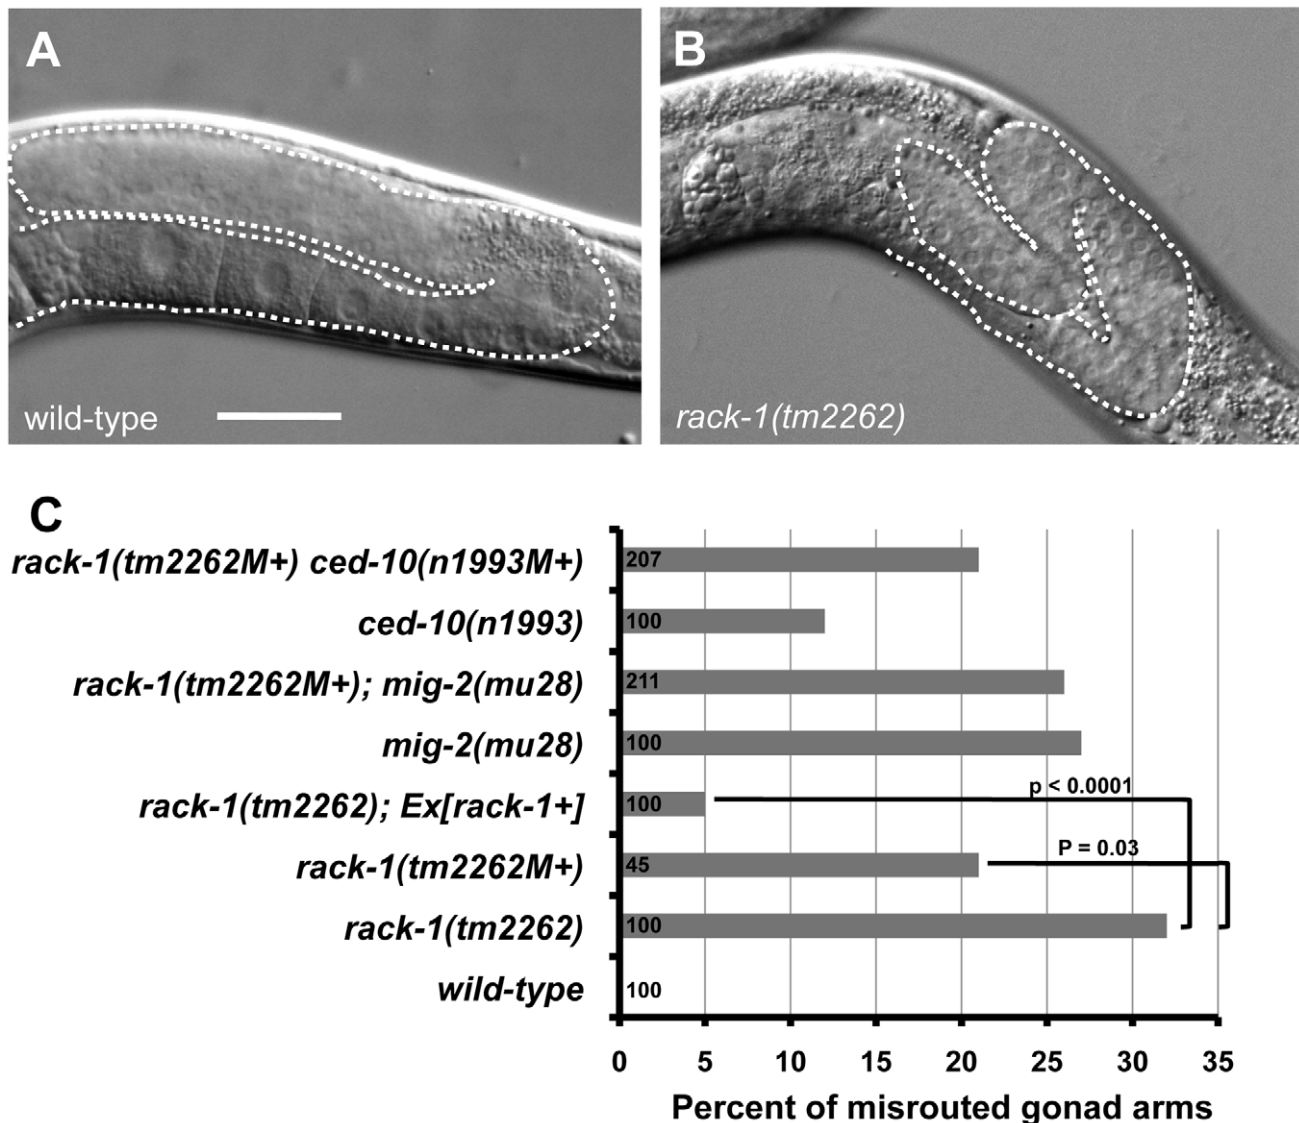 A
B
wild-type
rack-1(tm2262)
C
rack-1(tm2262M+) ced-10(n1993M+)
207
ced-10(n1993)
100
rack-1(tm2262M+); mig-2(mu28)
211
mig-2(mu28)
100
rack-1(tm2262); Ex[rack-1+]
100
p < 0.0001
rack-1(tm2262M+)
45
P = 0.03
rack-1(tm2262)
100
wild-type
100
0 5 10 15 20 25 30 35
Percent of misrouted gonad arms